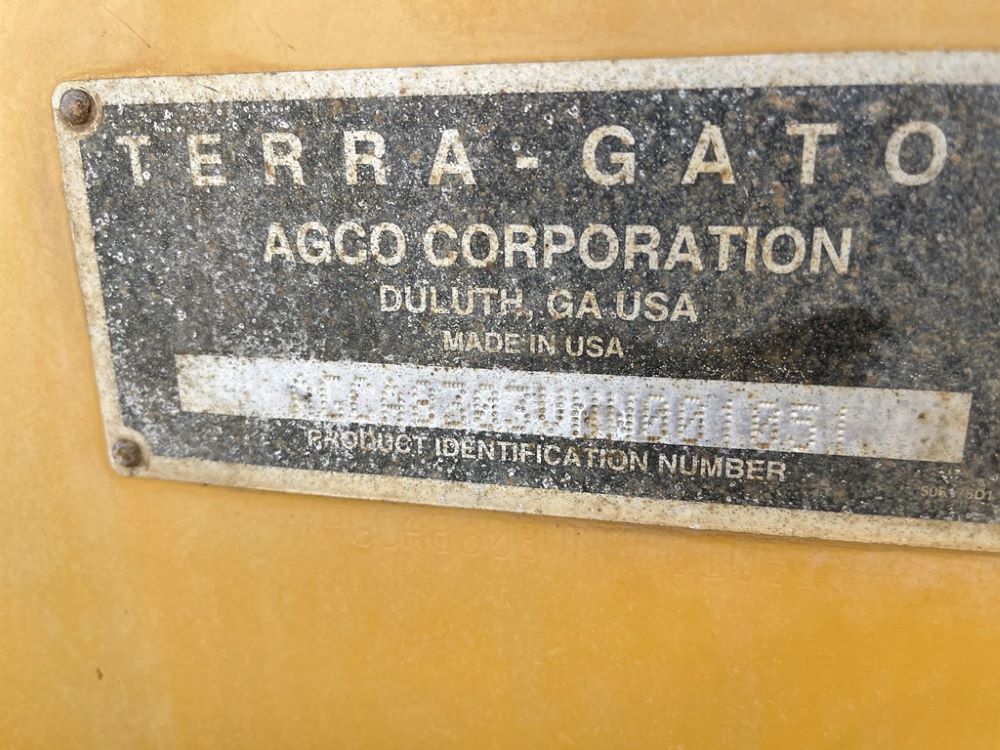 TERRA-GATO
AGCO CORPORATION
DULUTH, GA USA
MADE IN USA
PRODUCT IDENTIFICATION NUMBER